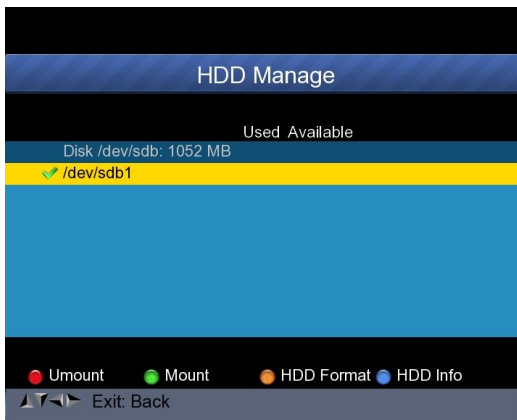 HDD Manage
Used Available
Disk /dev/sdb: 1052 MB
/dev/sdb1
Umount Mount HDD Format HDD Info
Exit: Back